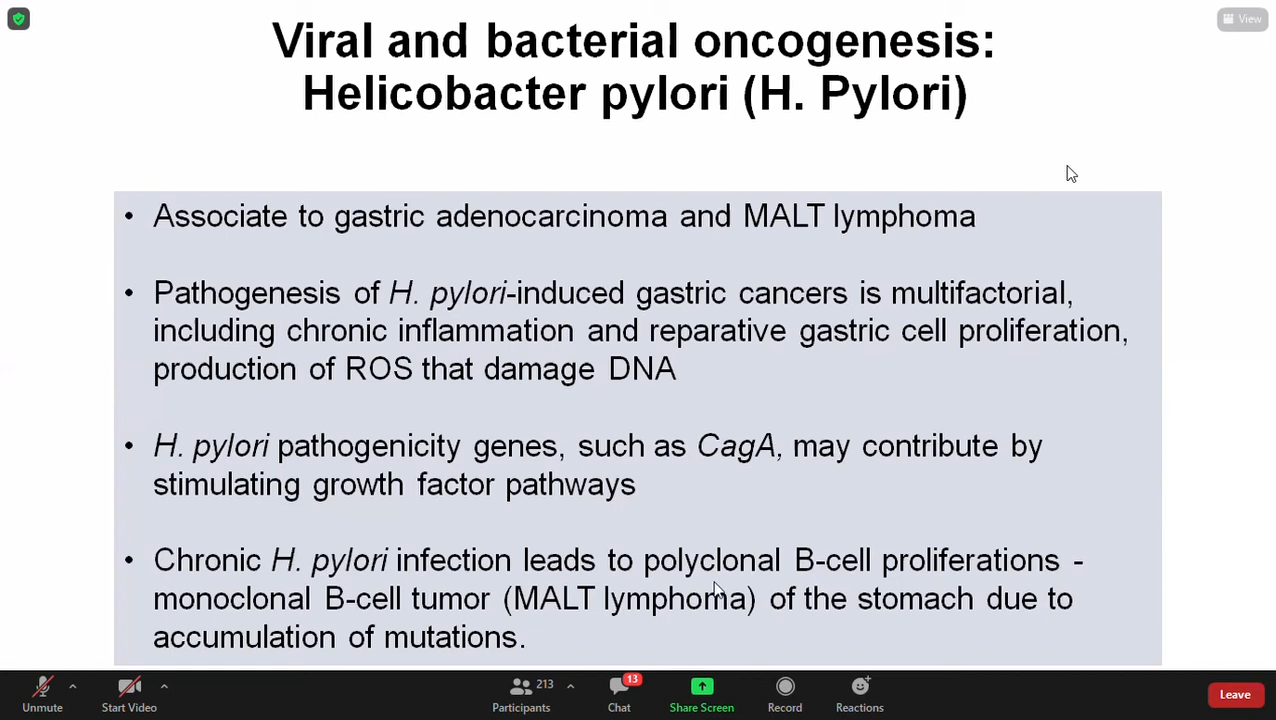 View
Viral and bacterial oncogenesis:
Helicobacter pylori (H. Pylori)
• Associate to gastric adenocarcinoma and MALT lymphoma
• Pathogenesis of H. pylori-induced gastric cancers is multifactorial,
including chronic inflammation and reparative gastric cell proliferation,
production of ROS that damage DNA
• H. pylori pathogenicity genes, such as CagA, may contribute by
stimulating growth factor pathways
• Chronic H. pylori infection leads to polyclonal B-cell proliferations -
monoclonal B-cell tumor (MALT lymphoma) of the stomach due to
accumulation of mutations.
Unmute
Start Video
213
Participants
13
Chat
Share Screen
Record
Reactions
Leave